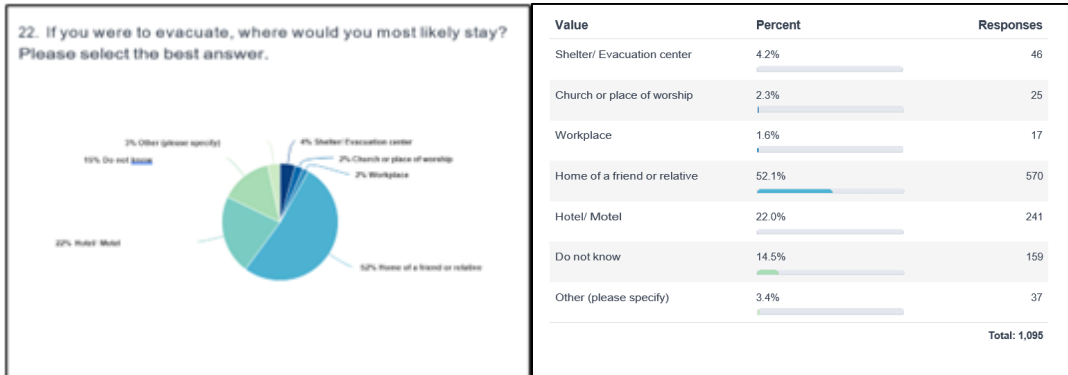 22. If you were to evacuate, where would you most likely stay?
Please select the best answer.
3% Other (please specify)
4% Shelter/ Evacuation center
15% Do not know
2% Church or place of worship
2% Workplace
22% Hotel/ Motel
52% Home of a friend or relative
Value Percent Responses
Shelter/ Evacuation center 4.2% 46
Church or place of worship 2.3% 25
Workplace 1.6% 17
Home of a friend or relative 52.1% 570
Hotel/ Motel 22.0% 241
Do not know 14.5% 159
Other (please specify) 3.4% 37
Total: 1,095